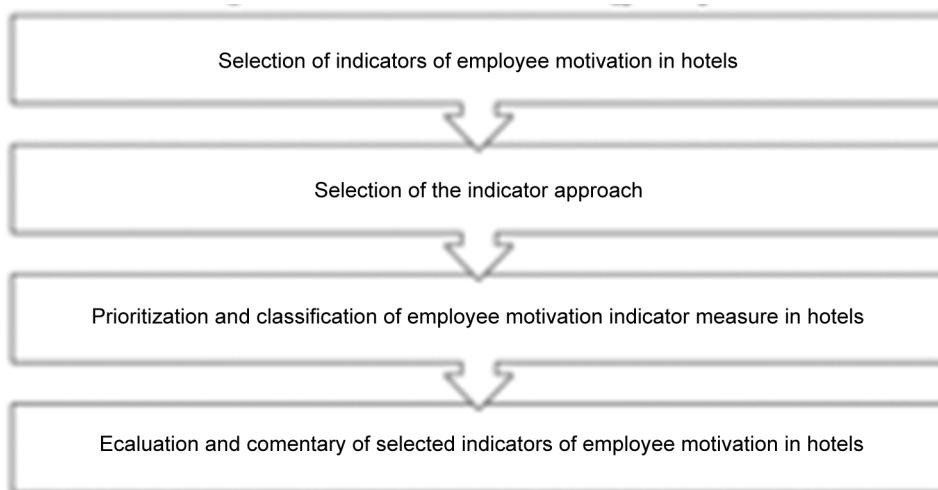 Selection of indicators of employee motivation in hotels
Selection of the indicator approach
Prioritization and classification of employee motivation indicator measure in hotels
Ecaluation and comentary of selected indicators of employee motivation in hotels